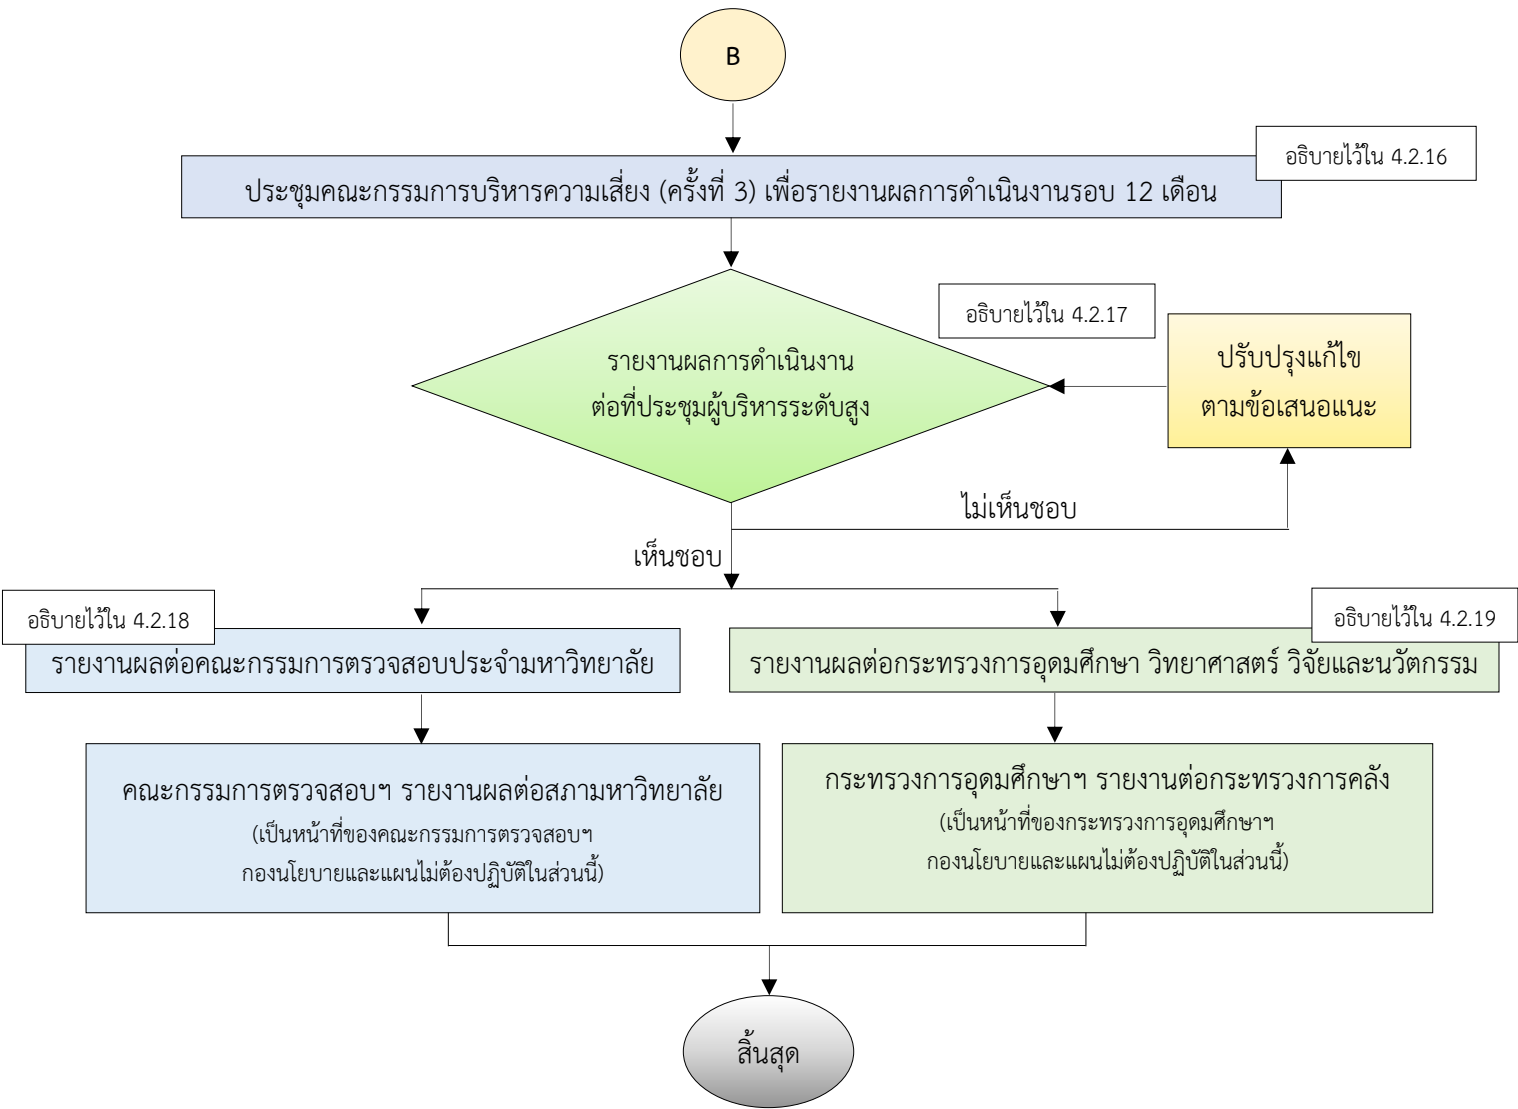 B
อธิบายไว้ใน 4.2.16
ประชุมคณะกรรมการบริหารความเสี่ยง (ครั้งที่ 3) เพื่อรายงานผลการดำเนินงานรอบ 12 เดือน
อธิบายไว้ใน 4.2.17
รายงานผลการดำเนินงาน
ต่อที่ประชุมผู้บริหารระดับสูง
ปรับปรุงแก้ไข
ตามข้อเสนอแนะ
ไม่เห็นชอบ
เห็นชอบ
อธิบายไว้ใน 4.2.18
รายงานผลต่อคณะกรรมการตรวจสอบประจำมหาวิทยาลัย
อธิบายไว้ใน 4.2.19
รายงานผลต่อกระทรวงการอุดมศึกษา วิทยาศาสตร์ วิจัยและนวัตกรรม
คณะกรรมการตรวจสอบฯ รายงานผลต่อสภามหาวิทยาลัย
(เป็นหน้าที่ของคณะกรรมการตรวจสอบฯ
กองนโยบายและแผนไม่ต้องปฏิบัติในส่วนนี้)
กระทรวงการอุดมศึกษาฯ รายงานต่อกระทรวงการคลัง
(เป็นหน้าที่ของกระทรวงการอุดมศึกษาฯ
กองนโยบายและแผนไม่ต้องปฏิบัติในส่วนนี้)
สิ้นสุด